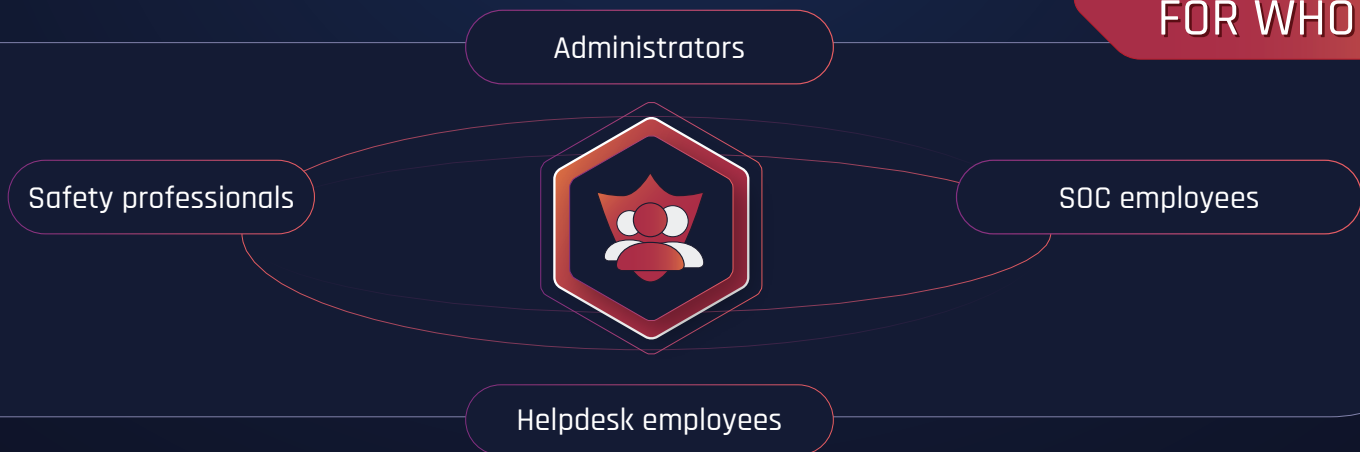 FOR WHO
Administrators
Safety professionals
SOC employees
Helpdesk employees